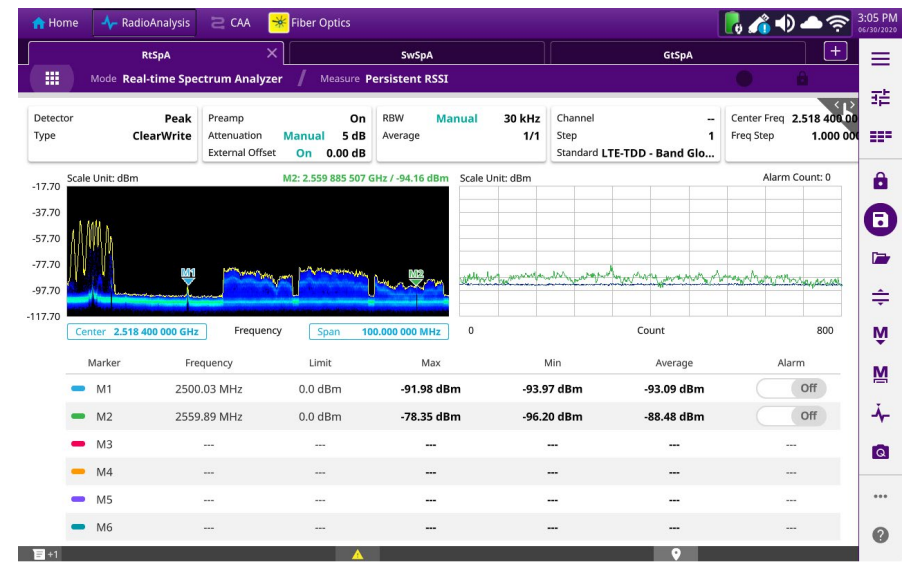 Home RadioAnalysis CAA Fiber Optics 3:05 PM
06/30/2020
RtSpA SwSpA GtSpA
Mode Real-time Spectrum Analyzer / Measure Persistent RSSI
Detector Peak
Type ClearWrite
Preamp On
Attenuation Manual 5 dB
External Offset On 0.00 dB
RBW Manual 30 kHz
Average 1/1
Channel --
Step 1
Standard LTE-TDD - Band Glo...
Center Freq 2.518 400 00
Freq Step 1.000 000
Scale Unit: dBm M2: 2.559 885 507 GHz / -94.16 dBm
-17.70
-37.70
-57.70
-77.70
-97.70
-117.70
M1 M2
Center 2.518 400 000 GHz Frequency Span 100.000 000 MHz
Scale Unit: dBm Alarm Count: 0
0 Count 800
Marker Frequency Limit Max Min Average Alarm
M1 2500.03 MHz 0.0 dBm -91.98 dBm -93.97 dBm -93.09 dBm Off
M2 2559.89 MHz 0.0 dBm -78.35 dBm -96.20 dBm -88.48 dBm Off
M3 --- --- --- --- --- ---
M4 --- --- --- --- --- ---
M5 --- --- --- --- --- ---
M6 --- --- --- --- --- ---
+1
M
M